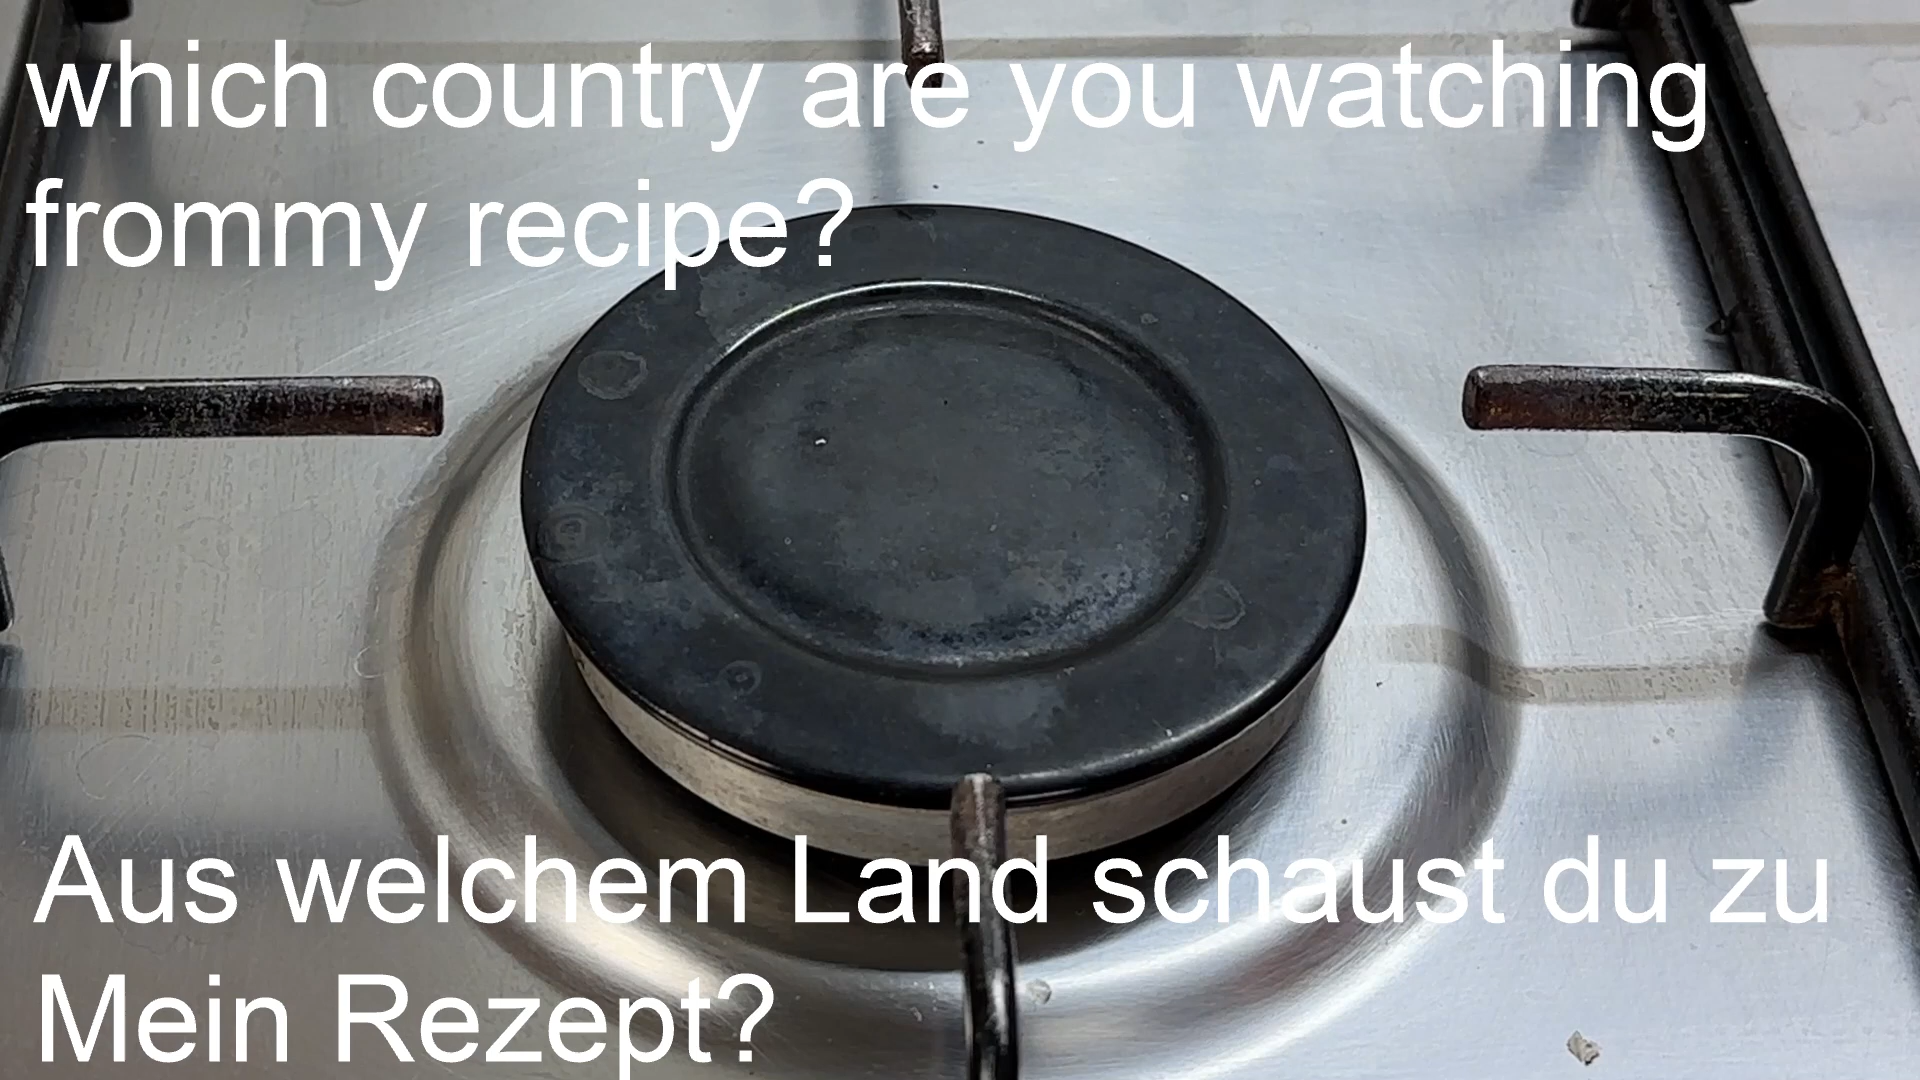 which country are you watching
frommy recipe?
Aus welchem Land schaust du zu
Mein Rezept?